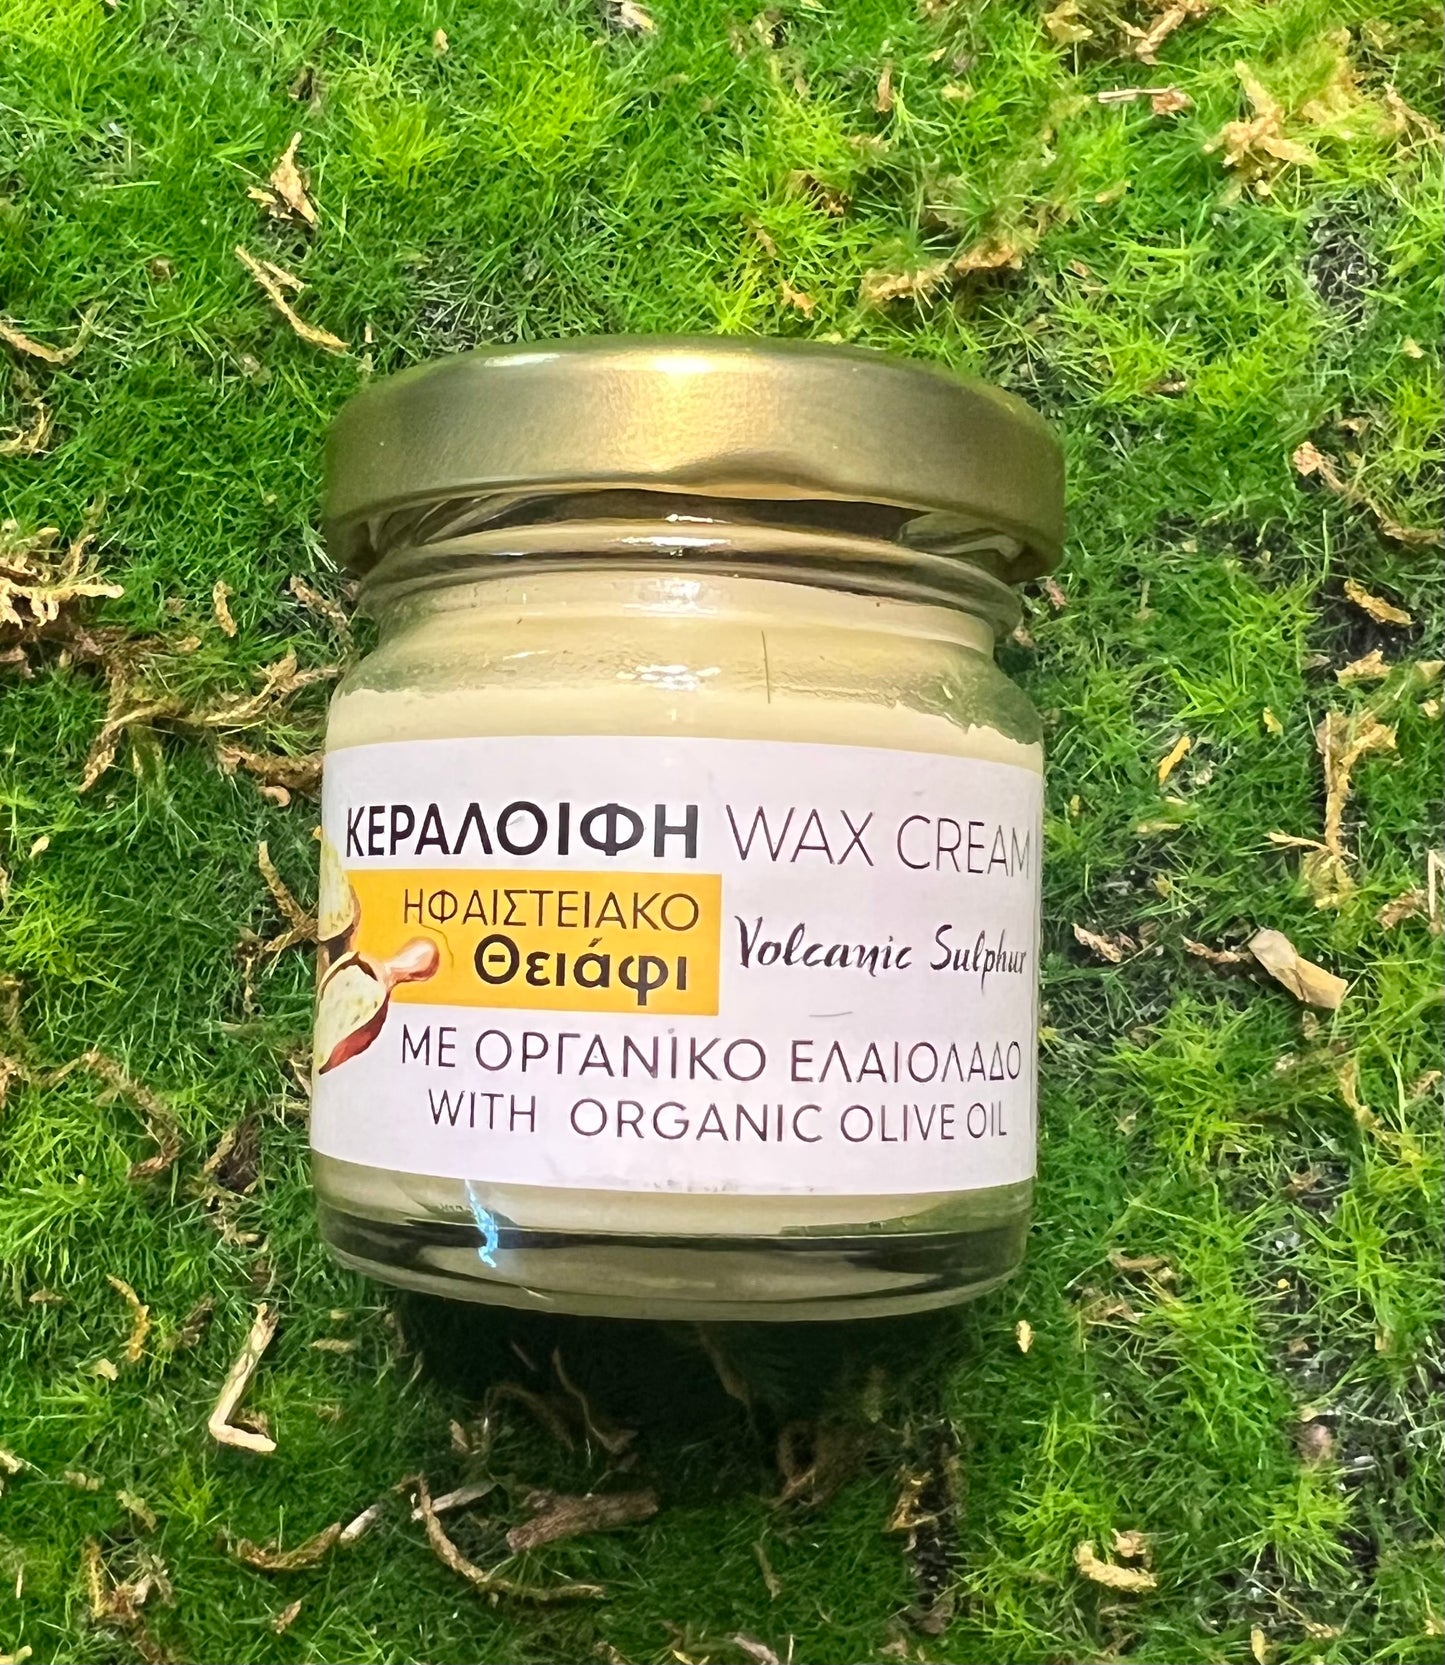 ΚΕΡΑΛΟΙΦΗ WAX CREAM
ΗΦΑΙΣΤΕΙΑΚΟ
Θειάφι
Volcanic Sulphur
ΜΕ ΟΡΓΑΝΙΚΟ ΕΛΑΙΟΛΑΔΟ
WITH ORGANIC OLIVE OIL